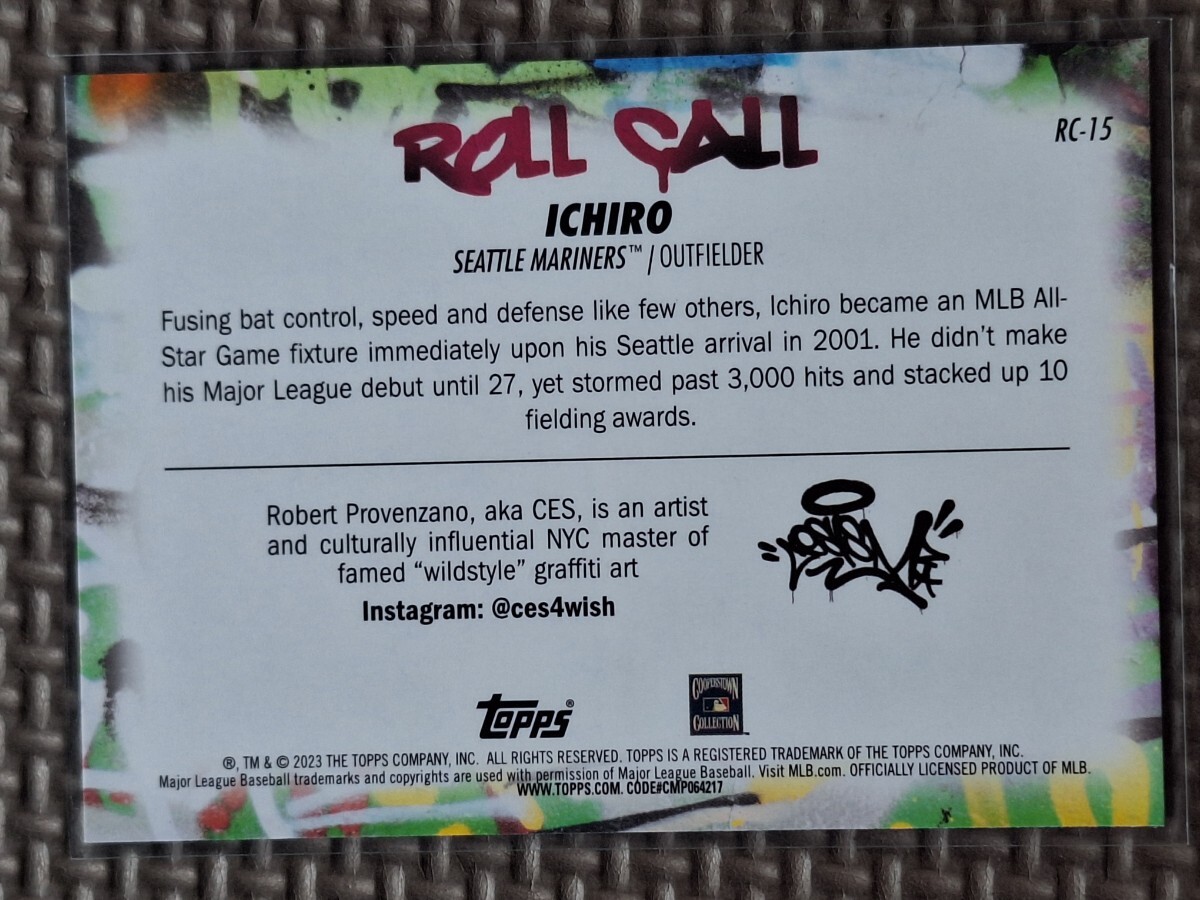 ROLL CALL
RC-15
ICHIRO
SEATTLE MARINERS™ / OUTFIELDER
Fusing bat control, speed and defense like few others, Ichiro became an MLB All-
Star Game fixture immediately upon his Seattle arrival in 2001. He didn't make
his Major League debut until 27, yet stormed past 3,000 hits and stacked up 10
fielding awards.
Robert Provenzano, aka CES, is an artist
and culturally influential NYC master of
famed “wildstyle” graffiti art
Instagram: @ces4wish
topps®
COOPERSTOWN
COLLECTION™
®, TM & © 2023 THE TOPPS COMPANY, INC. ALL RIGHTS RESERVED. TOPPS IS A REGISTERED TRADEMARK OF THE TOPPS COMPANY, INC.
Major League Baseball trademarks and copyrights are used with permission of Major League Baseball. Visit MLB.com. OFFICIALLY LICENSED PRODUCT OF MLB.
WWW.TOPPS.COM. CODE#CMP064217